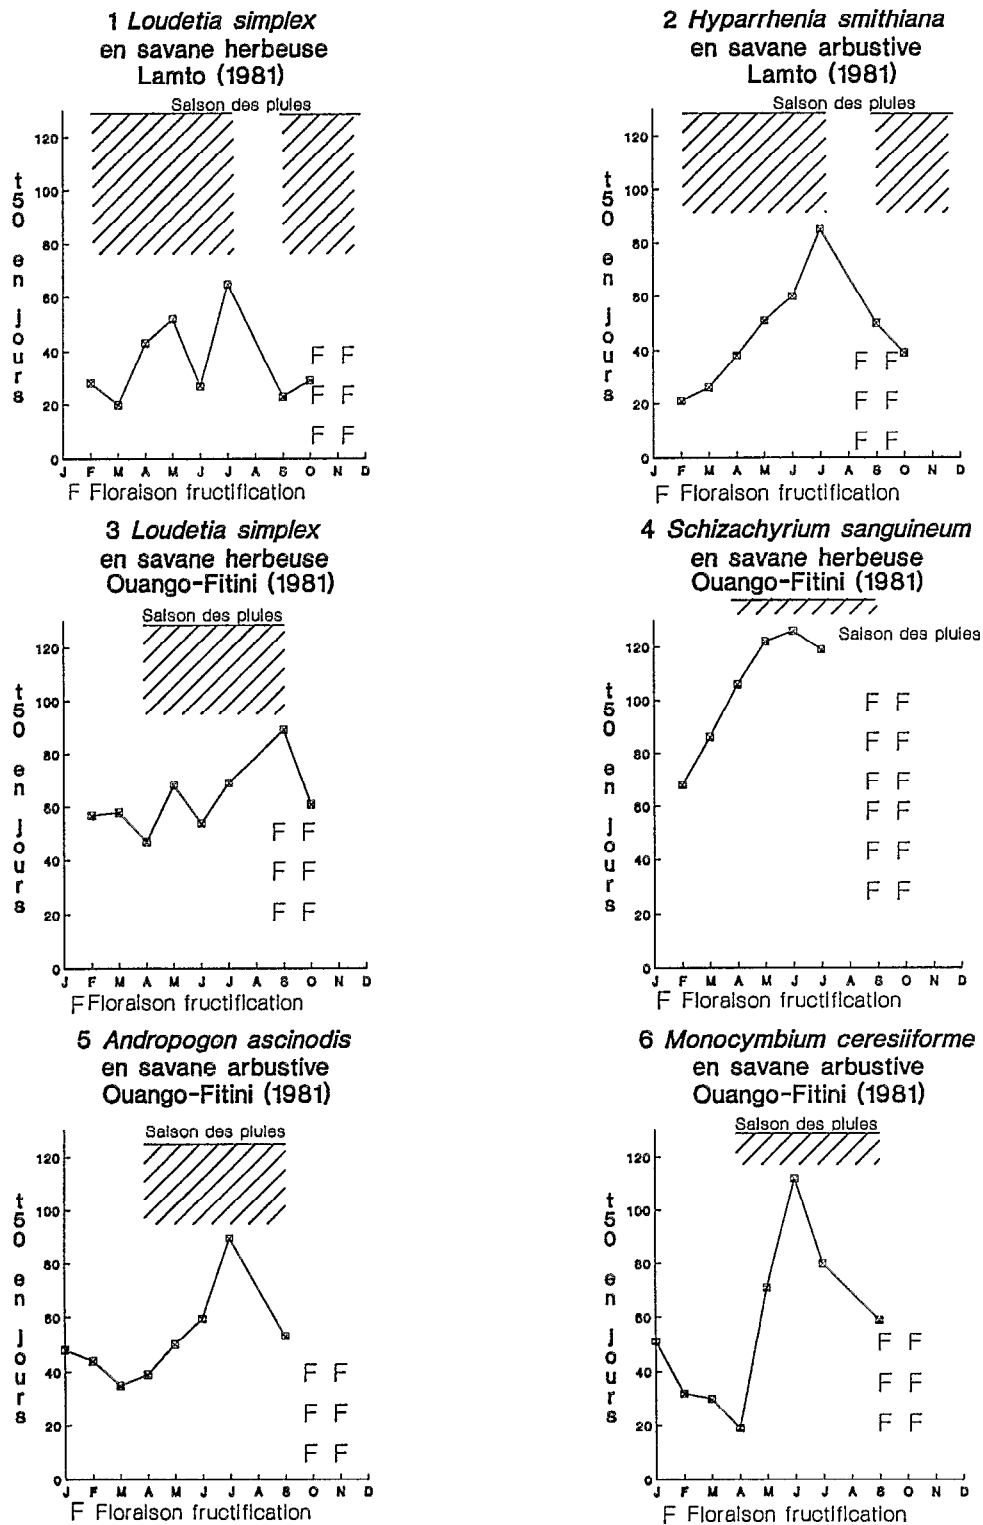 1 Loudetia simplex
en savane herbeuse
Lamto (1981)
Saison des pluies
t50 en jours
120
100
80
60
40
20
0
F F
F F
F F
J F M A M J J A S O N D
F Floraison fructification
2 Hyparrhenia smithiana
en savane arbustive
Lamto (1981)
Saison des pluies
t50 en jours
120
100
80
60
40
20
0
F F
F F
F F
J F M A M J J A S O N D
F Floraison fructification
3 Loudetia simplex
en savane herbeuse
Ouango-Fitini (1981)
Saison des pluies
t50 en jours
120
100
80
60
40
20
0
F F
F F
F F
J F M A M J J A S O N D
F Floraison fructification
4 Schizachyrium sanguineum
en savane herbeuse
Ouango-Fitini (1981)
Saison des pluies
t50 en jours
120
100
80
60
40
20
0
F F
F F
F F
F F
F F
F F
J F M A M J J A S O N D
F Floraison fructification
5 Andropogon ascinodis
en savane arbustive
Ouango-Fitini (1981)
Saison des pluies
t50 en jours
120
100
80
60
40
20
0
F F
F F
F F
J F M A M J J A S O N D
F Floraison fructification
6 Monocymbium ceresiiforme
en savane arbustive
Ouango-Fitini (1981)
Saison des pluies
t50 en jours
120
100
80
60
40
20
0
F F
F F
F F
J F M A M J J A S O N D
F Floraison fructification